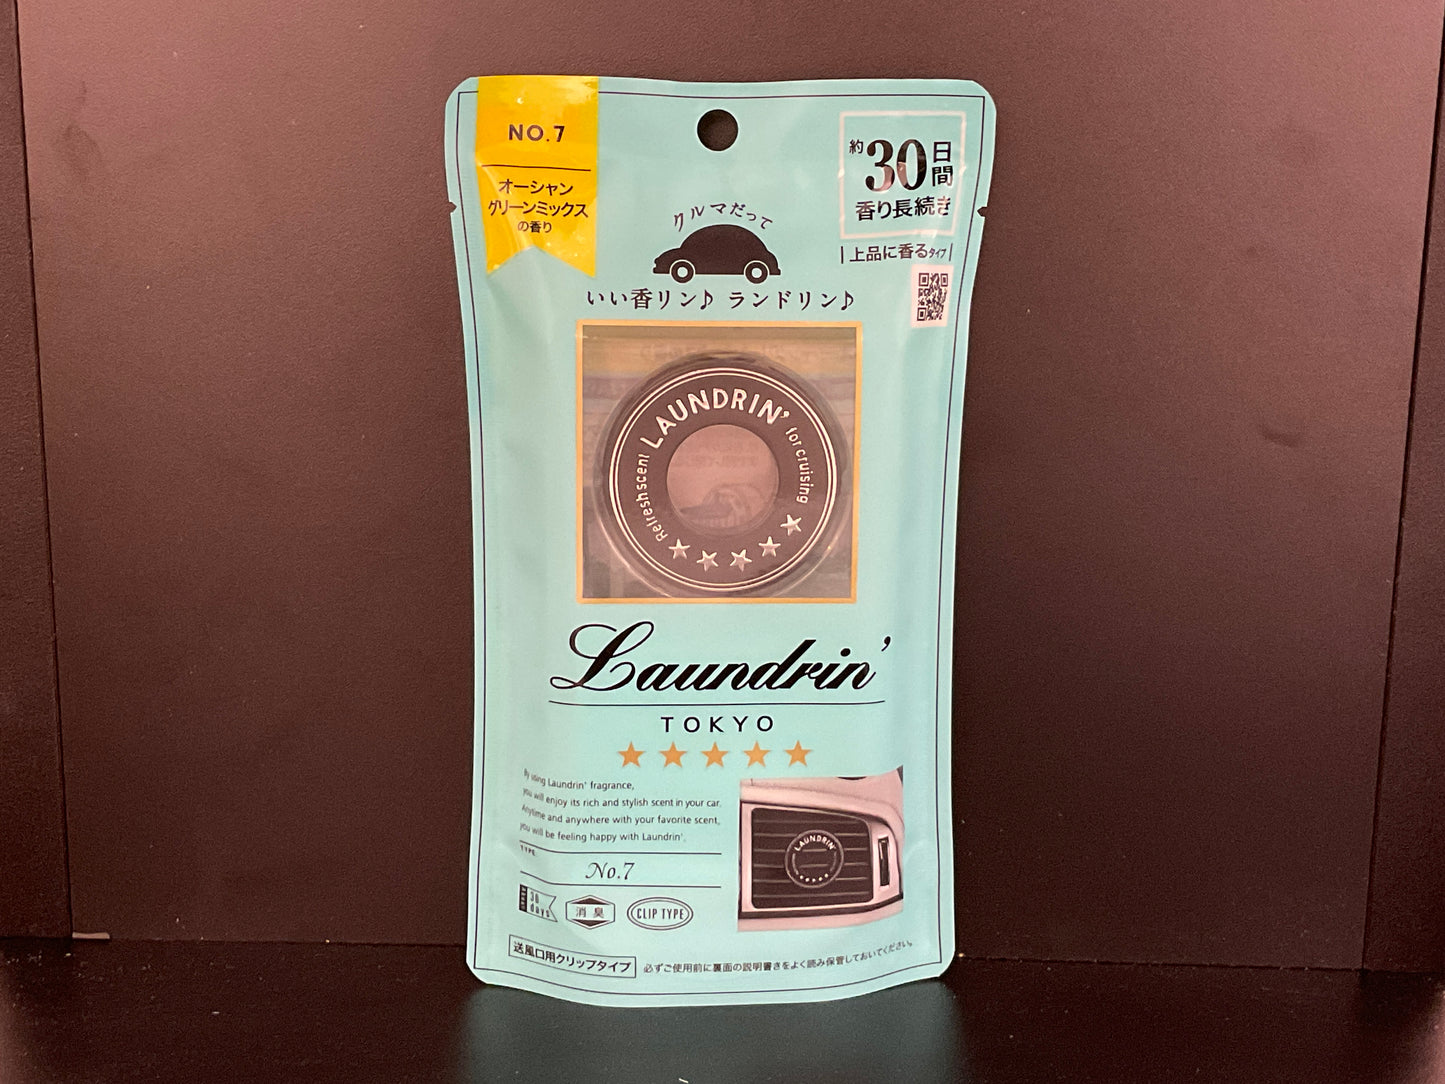 NO.7
オーシャン
グリーンミックス
の香り
約30日間
香り長続き
上品に香るタイプ
クルマだって
いい香リン♪ ランドリン♪
LAUNDRIN'
Refresh scent
for cruising
Laundrin'
TOKYO
By using Laundrin' fragrance,
you will enjoy its rich and stylish scent in your car.
Anytime and anywhere with your favorite scent,
you will be feeling happy with Laundrin'.
TYPE
No.7
LAUNDRIN'
30
days
消臭
CLIP TYPE
送風口用クリップタイプ
必ずご使用前に裏面の説明書きをよく読み保管しておいてください。